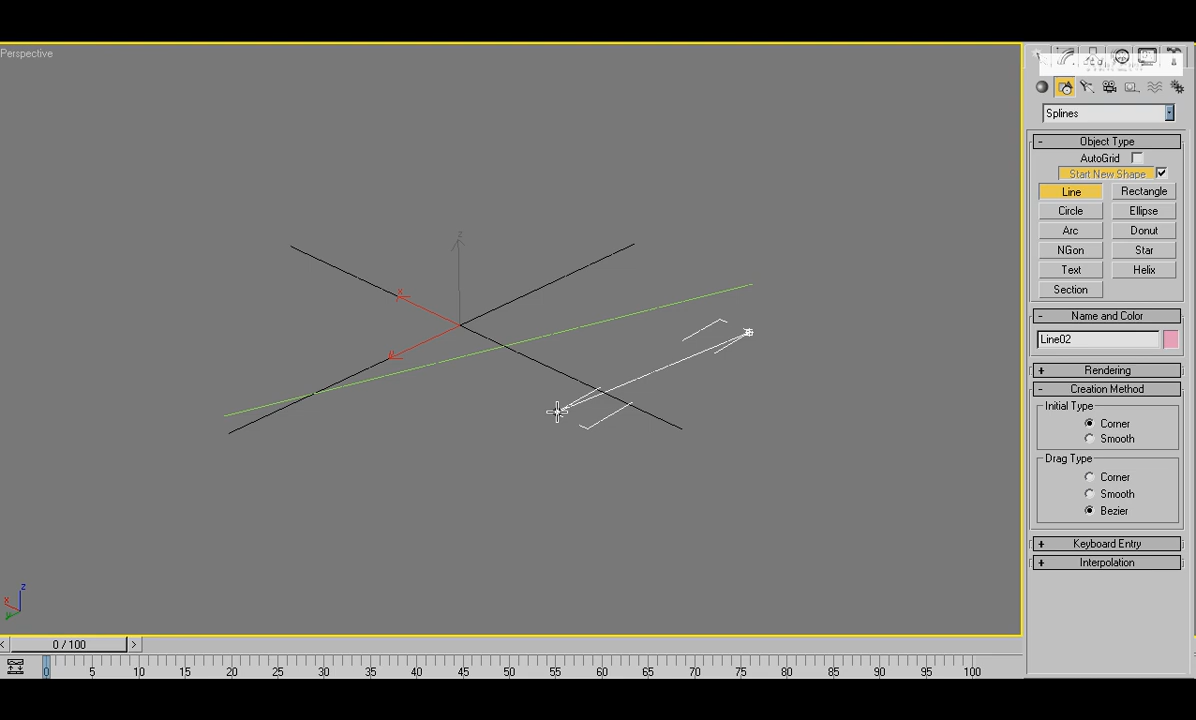 Perspective
Splines
- Object Type
AutoGrid
Start New Shape
Line Rectangle
Circle Ellipse
Arc Donut
NGon Star
Text Helix
Section
- Name and Color
Line02
+ Rendering
- Creation Method
Initial Type
Corner
Smooth
Drag Type
Corner
Smooth
Bezier
+ Keyboard Entry
+ Interpolation
z
x
y
z
x
y
< 0 / 100 >
0 5 10 15 20 25 30 35 40 45 50 55 60 65 70 75 80 85 90 95 100